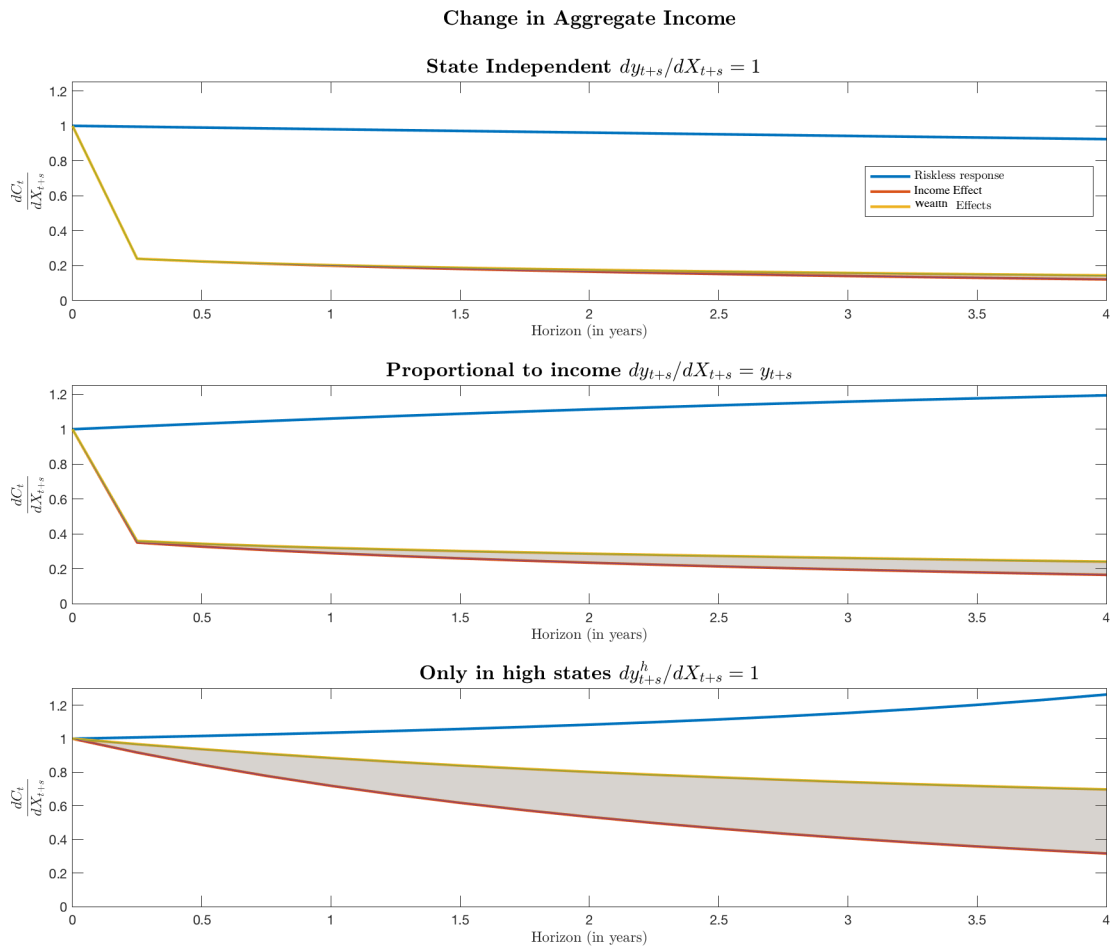 Change in Aggregate Income
State Independent dy_{t+s}/dX_{t+s} = 1
1.2
1
0.8
0.6
0.4
0.2
0
dC_t
dX_{t+s}
Riskless response
Income Effect
Wealth Effects
0 0.5 1 1.5 2 2.5 3 3.5 4
Horizon (in years)
Proportional to income dy_{t+s}/dX_{t+s} = y_{t+s}
1.2
1
0.8
0.6
0.4
0.2
0
dC_t
dX_{t+s}
0 0.5 1 1.5 2 2.5 3 3.5 4
Horizon (in years)
Only in high states dy^h_{t+s}/dX_{t+s} = 1
1.2
1
0.8
0.6
0.4
0.2
0
dC_t
dX_{t+s}
0 0.5 1 1.5 2 2.5 3 3.5 4
Horizon (in years)